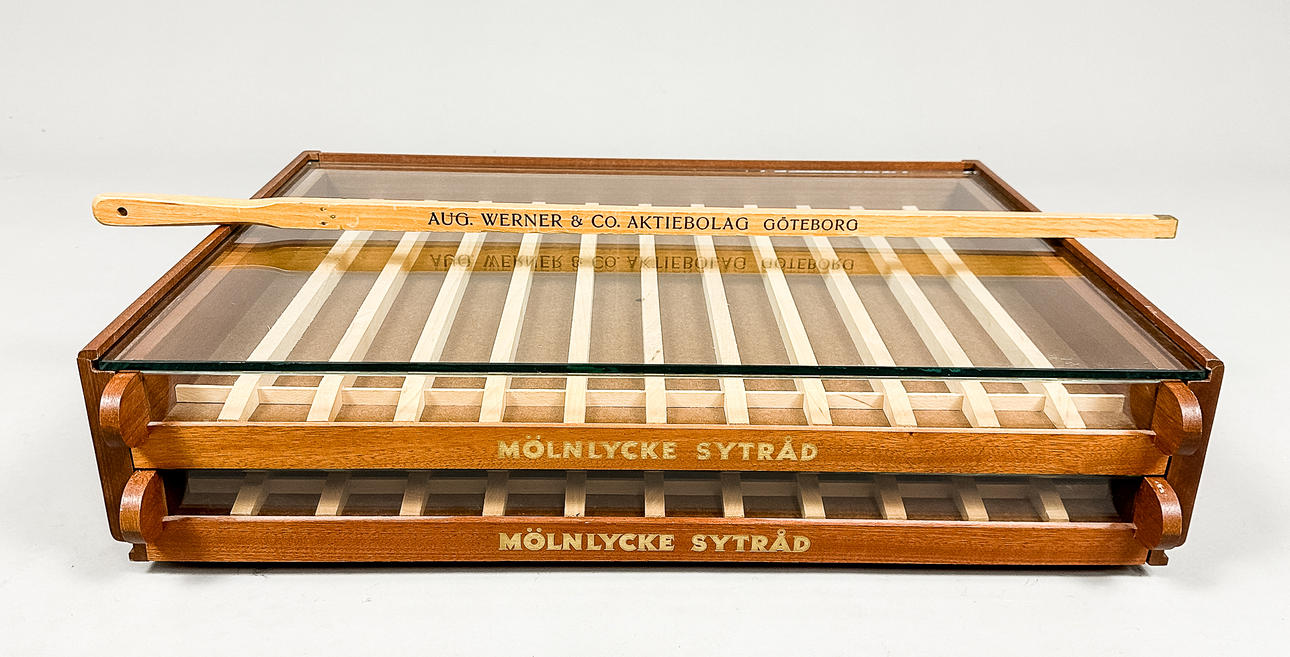 AUG. WERNER & CO. AKTIEBOLAG GÖTEBORG
MÖLNLYCKE SYTRÅD
MÖLNLYCKE SYTRÅD